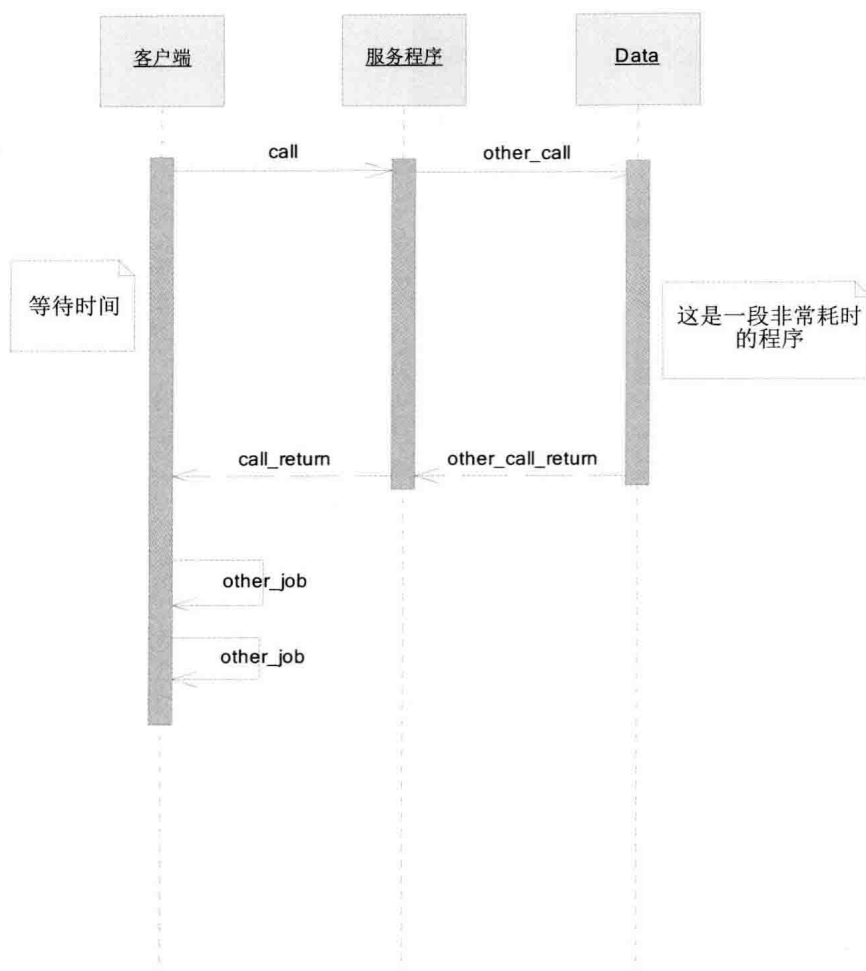 客户端
服务程序
Data
call
other_call
等待时间
这是一段非常耗时
的程序
call_return
other_call_return
other_job
other_job